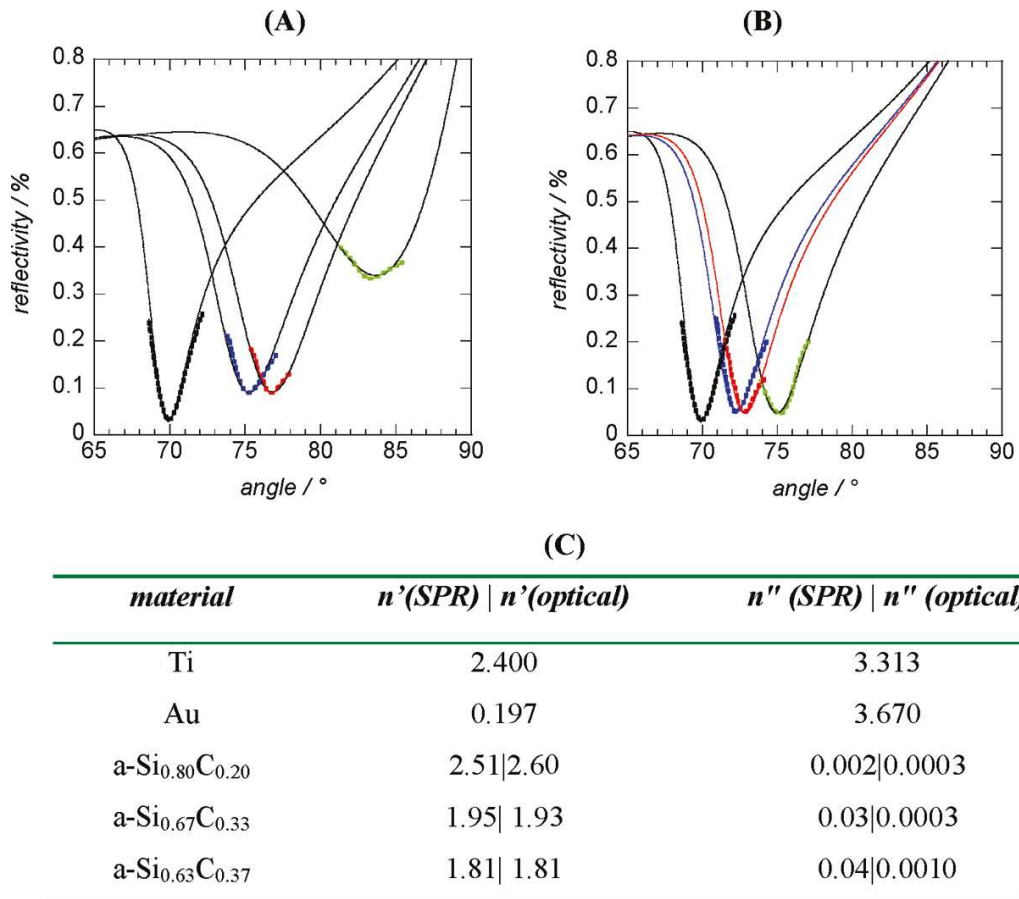 (A)
0.8
0.7
0.6
0.5
0.4
0.3
0.2
0.1
0
reflectivity / %
65 70 75 80 85 90
angle / °
(B)
0.8
0.7
0.6
0.5
0.4
0.3
0.2
0.1
0
reflectivity / %
65 70 75 80 85 90
angle / °
(C)
material n'(SPR) | n'(optical) n" (SPR) | n" (optical)
Ti 2.400 3.313
Au 0.197 3.670
a-Si0.80C0.20 2.51|2.60 0.002|0.0003
a-Si0.67C0.33 1.95| 1.93 0.03|0.0003
a-Si0.63C0.37 1.81| 1.81 0.04|0.0010